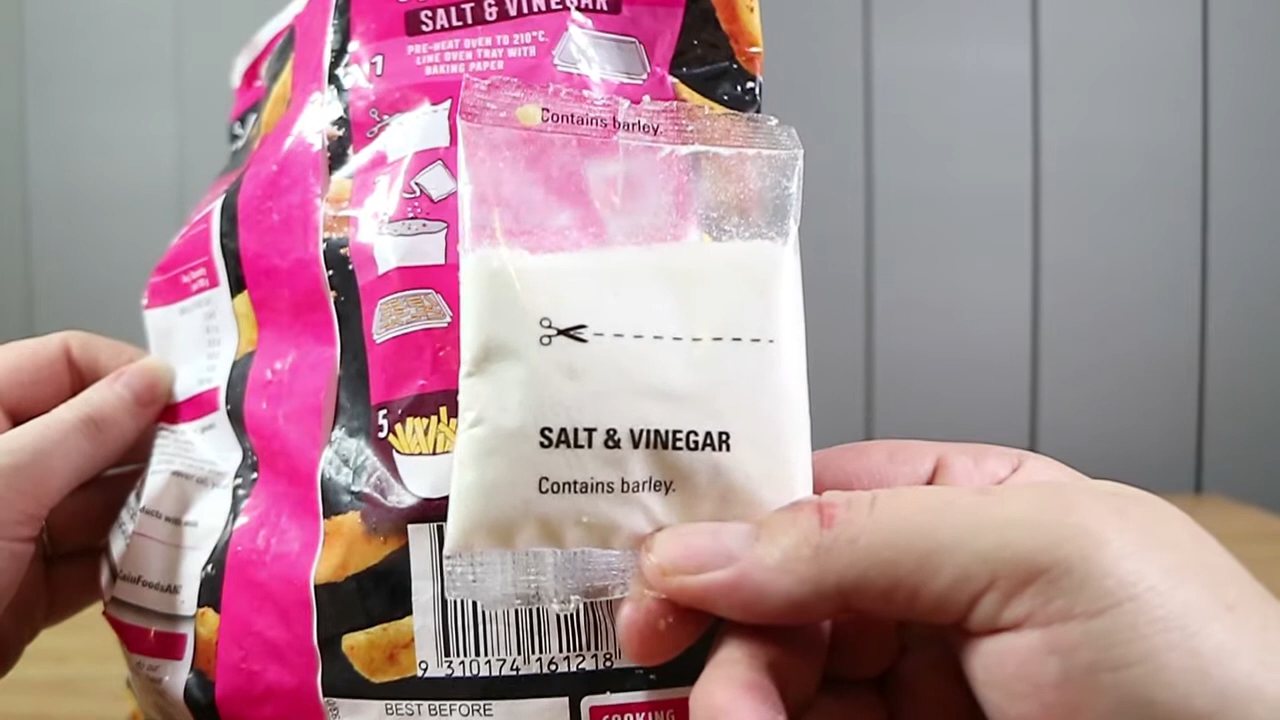 SALT & VINEGAR
PRE-HEAT OVEN TO 210°C.
LINE OVEN TRAY WITH
BAKING PAPER
1
Contains barley.
5
SALT & VINEGAR
Contains barley.
9 310174 161218
BEST BEFORE
COOKING